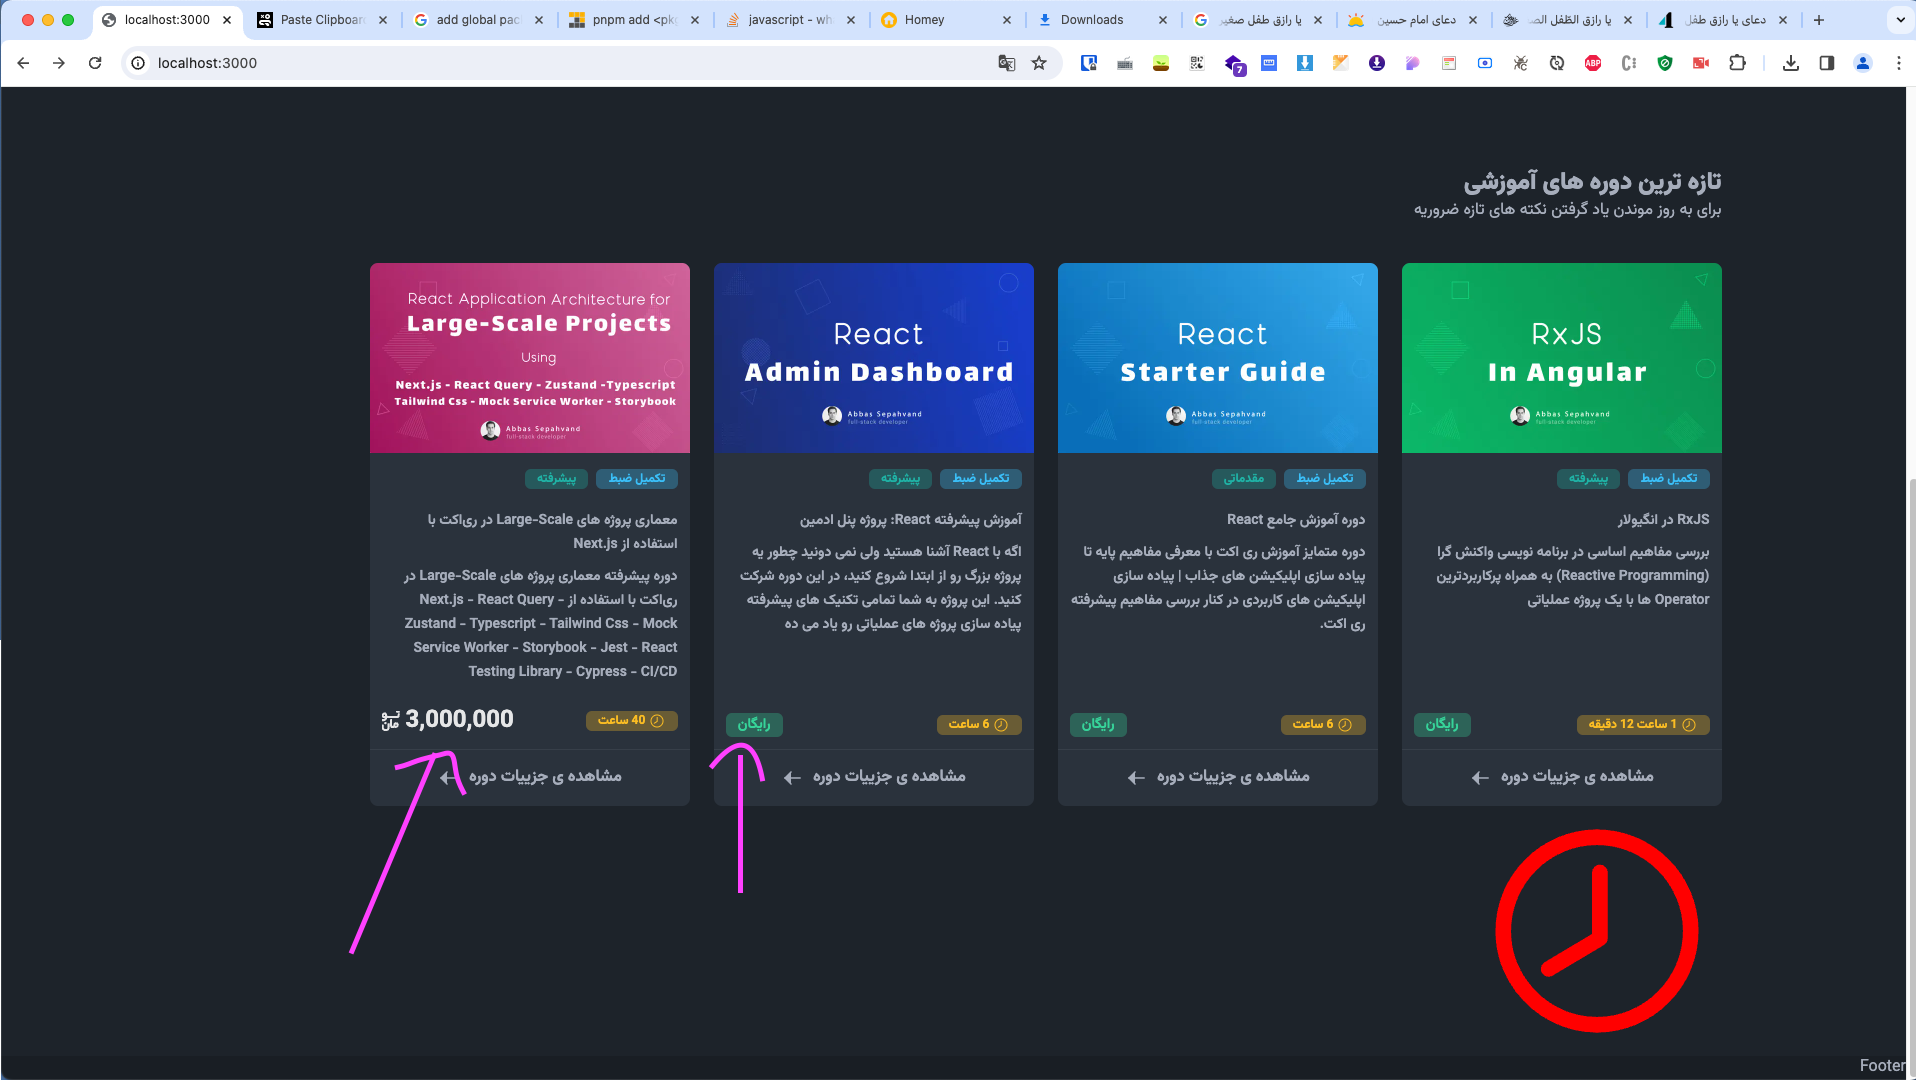 localhost:3000
Paste Clipboar
add global pac
pnpm add <pkg
javascript - wh
Homey
Downloads
یا رازق طفل صغیر
دعای امام حسین
یا رازق الطّفل الص
دعای یا رازق طفل
localhost:3000
7
ABP
تازه ترین دوره های آموزشی
برای به روز موندن یاد گرفتن نکته های تازه ضروریه
RxJS
In Angular
Abbas Sepahvand
full-stack developer
تکمیل ضبط
پیشرفته
RxJS در انگیولار
بررسی مفاهیم اساسی در برنامه نویسی واکنش گرا
(Reactive Programming) به همراه پرکاربردترین
Operator ها با یک پروژه عملیاتی
1 ساعت 12 دقیقه
رایگان
مشاهده ی جزییات دوره
React
Starter Guide
Abbas Sepahvand
full-stack developer
تکمیل ضبط
مقدماتی
دوره آموزش جامع React
دوره متمایز آموزش ری اکت با معرفی مفاهیم پایه تا
پیاده سازی اپلیکیشن های جذاب | پیاده سازی
اپلیکیشن های کاربردی در کنار بررسی مفاهیم پیشرفته
ری اکت.
6 ساعت
رایگان
مشاهده ی جزییات دوره
React
Admin Dashboard
Abbas Sepahvand
full-stack developer
تکمیل ضبط
پیشرفته
آموزش پیشرفته React: پروژه پنل ادمین
اگه با React آشنا هستید ولی نمی دونید چطور یه
پروژه بزرگ رو از ابتدا شروع کنید، در این دوره شرکت
کنید. این پروژه به شما تمامی تکنیک های پیشرفته
پیاده سازی پروژه های عملیاتی رو یاد می ده
6 ساعت
رایگان
مشاهده ی جزییات دوره
React Application Architecture for
Large-Scale Projects
Using
Next.js - React Query - Zustand -Typescript
Tailwind Css - Mock Service Worker - Storybook
Abbas Sepahvand
full-stack developer
تکمیل ضبط
پیشرفته
معماری پروژه های Large-Scale در ری‌اکت با
استفاده از Next.js
دوره پیشرفته معماری پروژه های Large-Scale در
ری‌اکت با استفاده از Next.js - React Query -
Zustand - Typescript - Tailwind Css - Mock
Service Worker - Storybook - Jest - React
Testing Library - Cypress - CI/CD
40 ساعت
3,000,000 تومان
مشاهده ی جزییات دوره
Footer